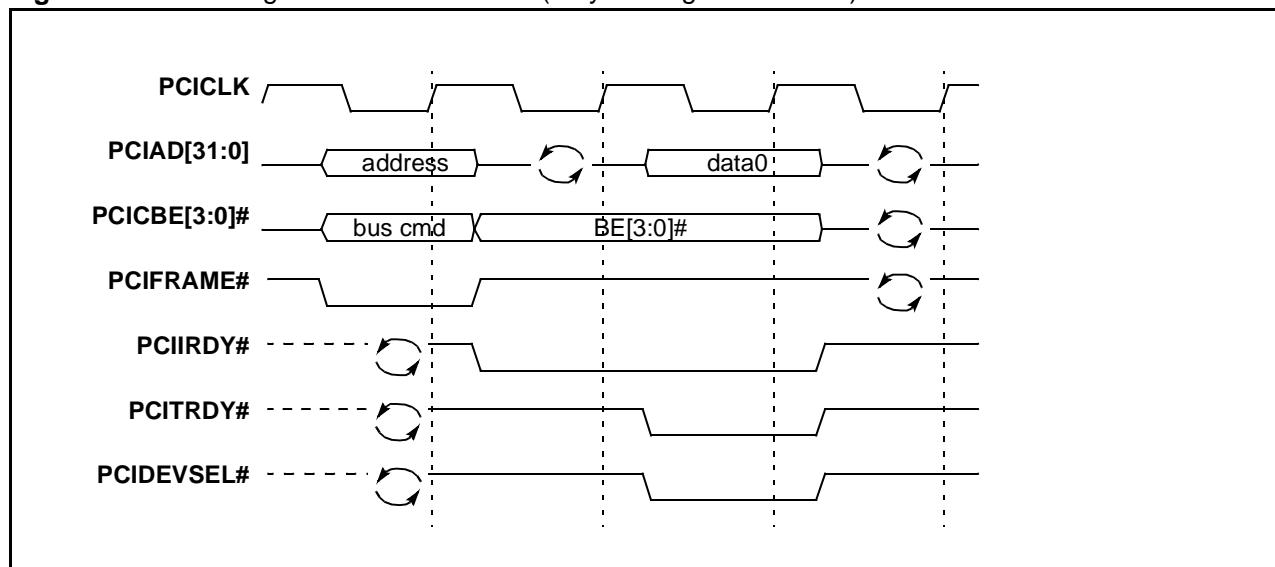 PCICLK
PCIAD[31:0]
address
data0
PCICBE[3:0]#
bus cmd
BE[3:0]#
PCIFRAME#
PCIIRDY#
PCITRDY#
PCIDEVSEL#